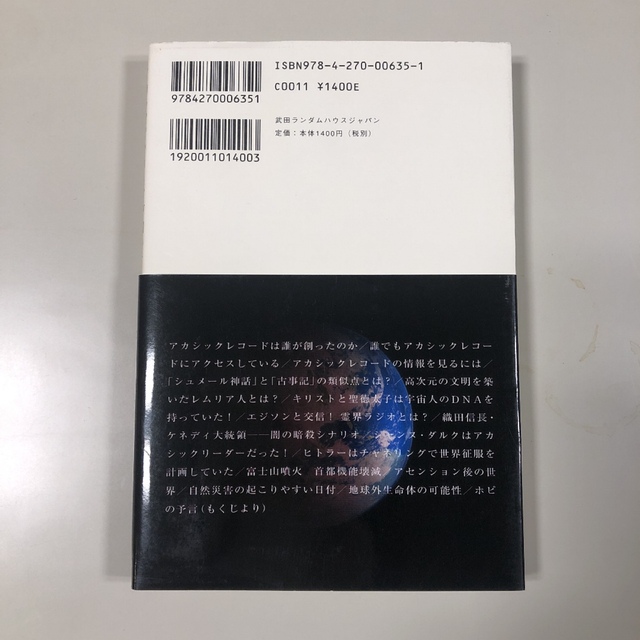 ISBN978-4-270-00635-1
C0011 ¥1400E
9784270006351
武田ランダムハウスジャパン
定価:本体1400円(税別)
1920011014003
アカシックレコードは誰が創ったのか/誰でもアカシックレコー
ドにアクセスしている/アカシックレコードの情報を見るには/
「シュメール神話」と「古事記」の類似点とは?/高次元の文明を築
いたレムリア人とは?/キリストと聖徳太子は宇宙人のDNAを
持っていた!/エジソンと交信! 霊界ラジオとは?/織田信長・
ケネディ大統領──闇の暗殺シナリオ/ジャンヌ・ダルクはアカ
シックリーダーだった!/ヒトラーはチャネリングで世界征服を
計画していた/富士山噴火 首都機能壊滅/アセンション後の世
界/自然災害の起こりやすい日付/地球外生命体の可能性/ホピ
の予言(もくじより)